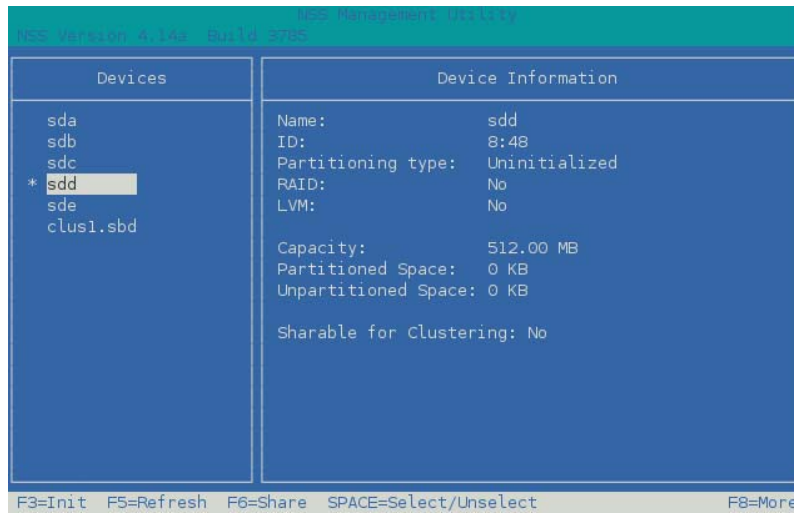 NSS Management Utility
NSS Version 4.14a Build 3785
Devices
sda
sdb
sdc
* sdd
sde
clus1.sbd
Device Information
Name: sdd
ID: 8:48
Partitioning type: Uninitialized
RAID: No
LVM: No
Capacity: 512.00 MB
Partitioned Space: 0 KB
Unpartitioned Space: 0 KB
Sharable for Clustering: No
F3=Init F5=Refresh F6=Share SPACE=Select/Unselect F8=More